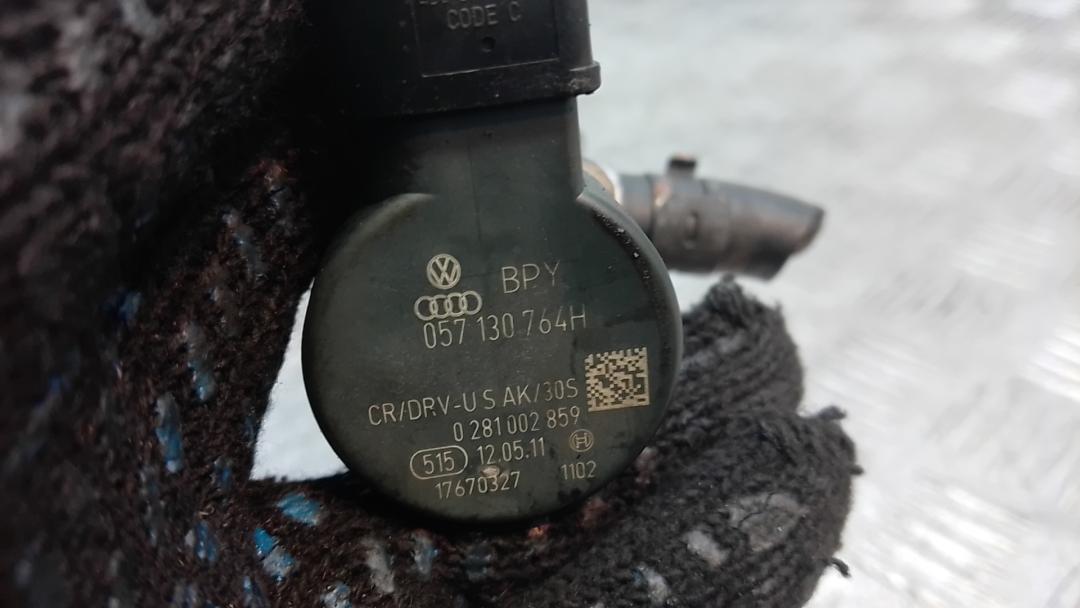 CODE C
BPY
057 130 764H
CR/DRV-U S AK/30S
0 281 002 859
515 12.05.11
17670327 1102